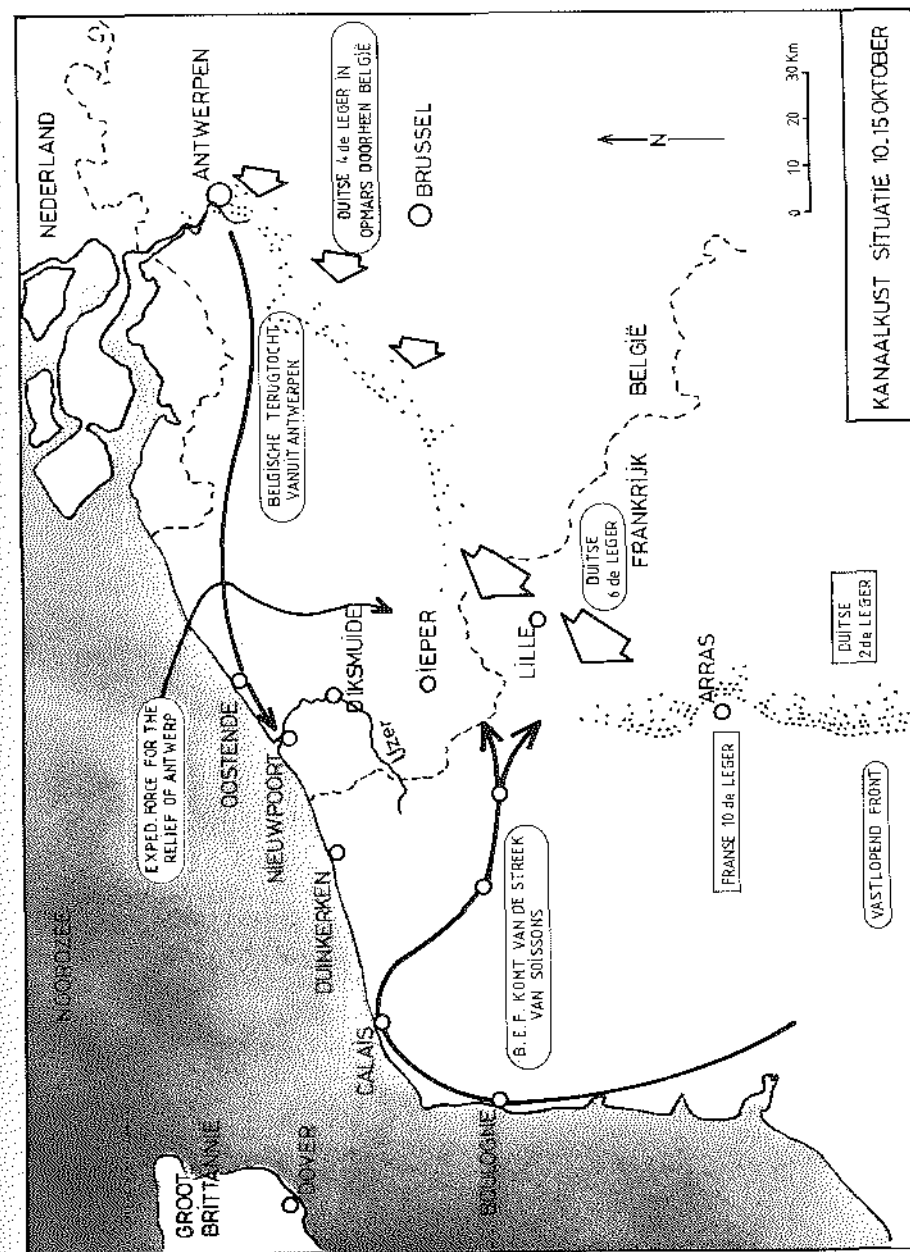 NEDERLAND
NOORDZEE
GROOT
BRITTANNIË
DOVER
ANTWERPEN
EXPED. FORCE FOR THE
RELIEF OF ANTWERP
OOSTENDE
NIEUWPOORT
DUINKERKEN
CALAIS
BOULOGNE
BELGISCHE TERUGTOCHT
VANUIT ANTWERPEN
DUITSE 4 de LEGER IN
OPMARS DOORHEEN BELGIË
BRUSSEL
DIKSMUIDE
IJzer
IEPER
LILLE
B.E.F. KOMT VAN DE STREEK
VAN SOISSONS
DUITSE
6 de LEGER
BELGIË
FRANKRIJK
N
ARRAS
FRANSE 10 de LEGER
DUITSE
2de LEGER
VASTLOPEND FRONT
0 10 20 30 Km
KANAALKUST SITUATIE 10-15 OKTOBER